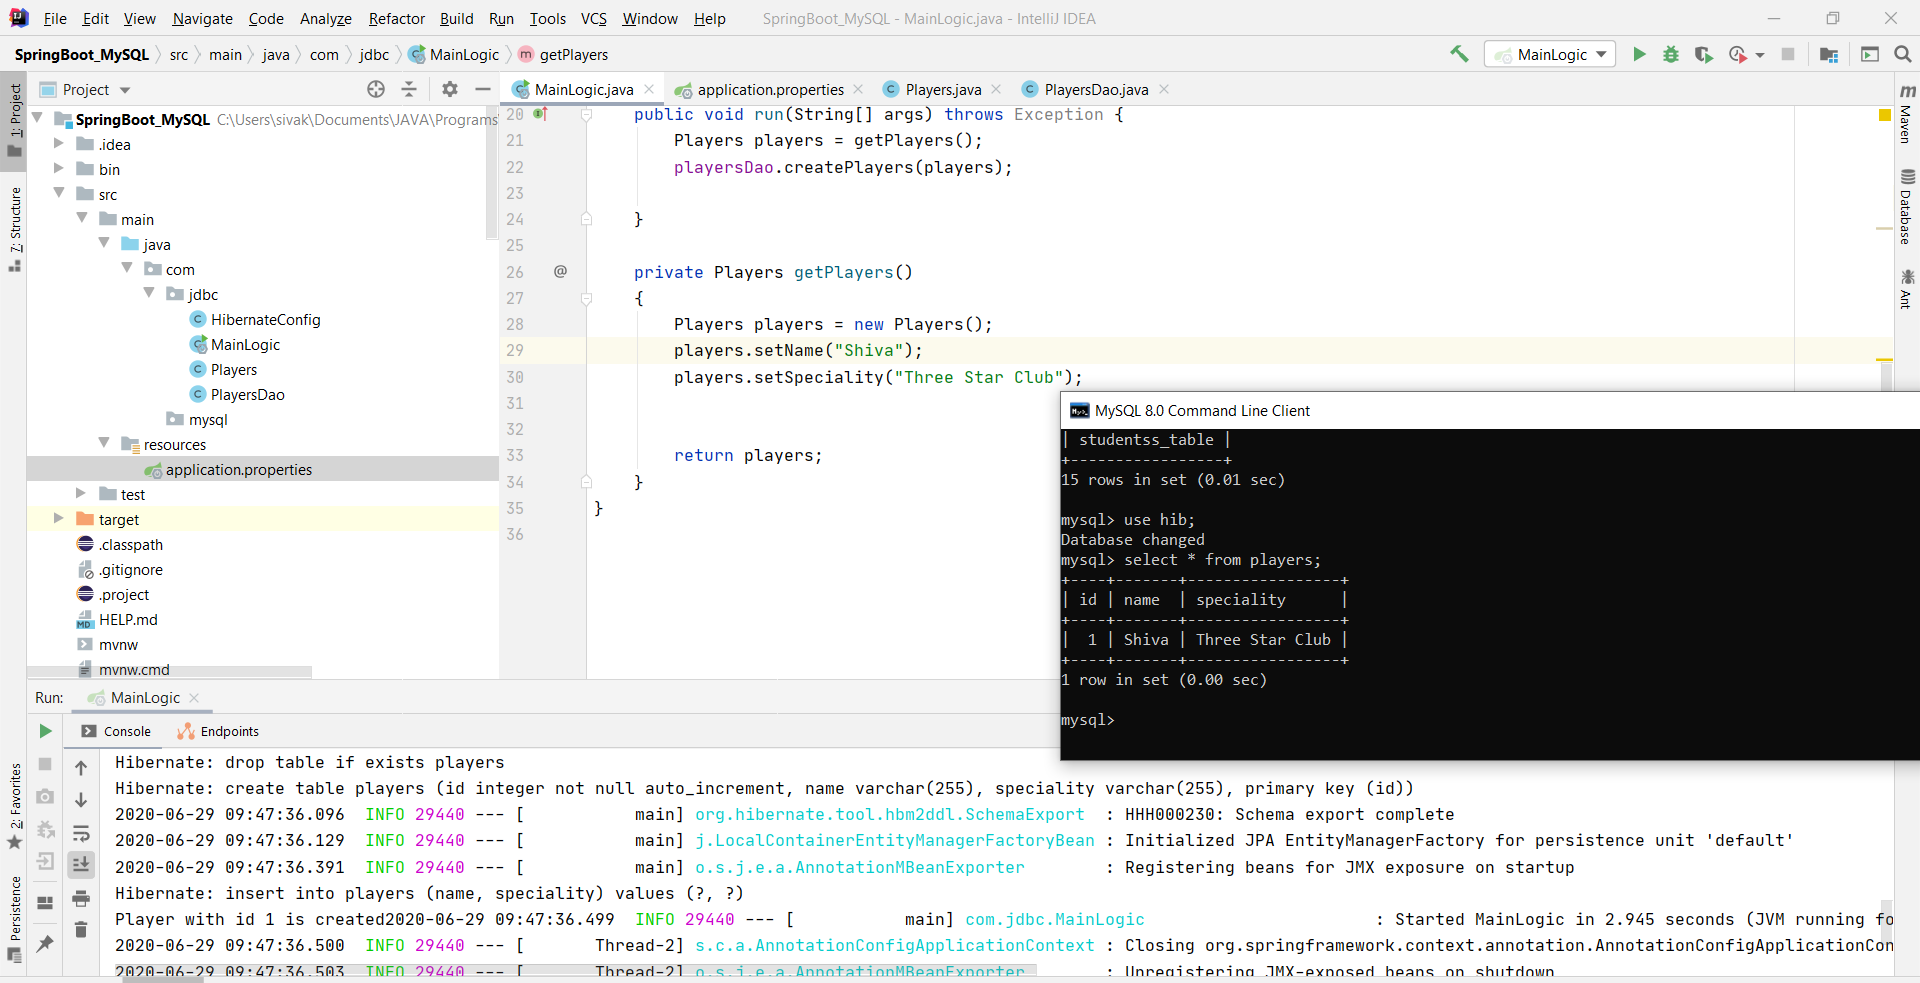 File Edit View Navigate Code Analyze Refactor Build Run Tools VCS Window Help SpringBoot_MySQL - MainLogic.java - IntelliJ IDEA
SpringBoot_MySQL src main java com jdbc MainLogic m getPlayers MainLogic
Project
MainLogic.java application.properties Players.java PlayersDao.java
1: Project
7: Structure
2: Favorites
Persistence
SpringBoot_MySQL C:\Users\sivak\Documents\JAVA\Programs
.idea
bin
src
main
java
com
jdbc
HibernateConfig
MainLogic
Players
PlayersDao
mysql
resources
application.properties
test
target
.classpath
.gitignore
.project
HELP.md
mvnw
mvnw.cmd
20 public void run(String[] args) throws Exception {
21 Players players = getPlayers();
22 playersDao.createPlayers(players);
23
24 }
25
26 @ private Players getPlayers()
27 {
28 Players players = new Players();
29 players.setName("Shiva");
30 players.setSpeciality("Three Star Club");
31
32
33 return players;
34 }
35 }
36
m Maven
Database
Ant
MySQL 8.0 Command Line Client
| studentss_table |
+-----------------+
15 rows in set (0.01 sec)
mysql> use hib;
Database changed
mysql> select * from players;
+----+-------+-----------------+
| id | name  | speciality      |
+----+-------+-----------------+
|  1 | Shiva | Three Star Club |
+----+-------+-----------------+
1 row in set (0.00 sec)
mysql>
Run: MainLogic
Console Endpoints
Hibernate: drop table if exists players
Hibernate: create table players (id integer not null auto_increment, name varchar(255), speciality varchar(255), primary key (id))
2020-06-29 09:47:36.096  INFO 29440 --- [           main] org.hibernate.tool.hbm2ddl.SchemaExport  : HHH000230: Schema export complete
2020-06-29 09:47:36.129  INFO 29440 --- [           main] j.LocalContainerEntityManagerFactoryBean : Initialized JPA EntityManagerFactory for persistence unit 'default'
2020-06-29 09:47:36.391  INFO 29440 --- [           main] o.s.j.e.a.AnnotationMBeanExporter        : Registering beans for JMX exposure on startup
Hibernate: insert into players (name, speciality) values (?, ?)
Player with id 1 is created2020-06-29 09:47:36.499  INFO 29440 --- [           main] com.jdbc.MainLogic                       : Started MainLogic in 2.945 seconds (JVM running fo
2020-06-29 09:47:36.500  INFO 29440 --- [       Thread-2] s.c.a.AnnotationConfigApplicationContext : Closing org.springframework.context.annotation.AnnotationConfigApplicationCon
2020-06-29 09:47:36.503  INFO 29440 --- [       Thread-2] o.s.j.e.a.AnnotationMBeanExporter        : Unregistering JMX-exposed beans on shutdown